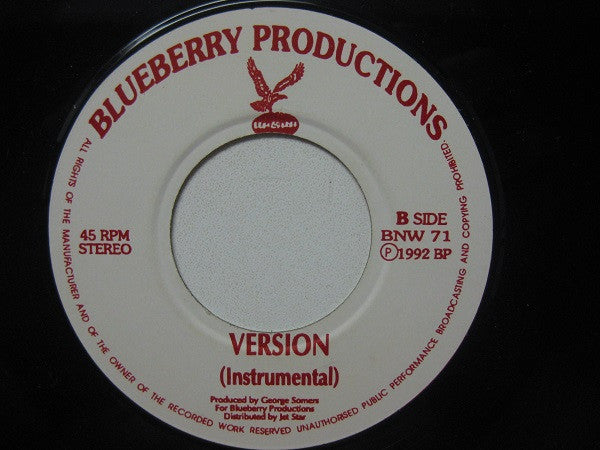 BLUEBERRY PRODUCTIONS
45 RPM
STEREO
B SIDE
BNW 71
Ⓟ1992 BP
VERSION
(Instrumental)
Produced by George Somers
For Blueberry Productions
Distributed by Jet Star
ALL RIGHTS OF THE MANUFACTURER AND OF THE OWNER OF THE RECORDED WORK RESERVED UNAUTHORISED PUBLIC PERFORMANCE BROADCASTING AND COPYING PROHIBITED.